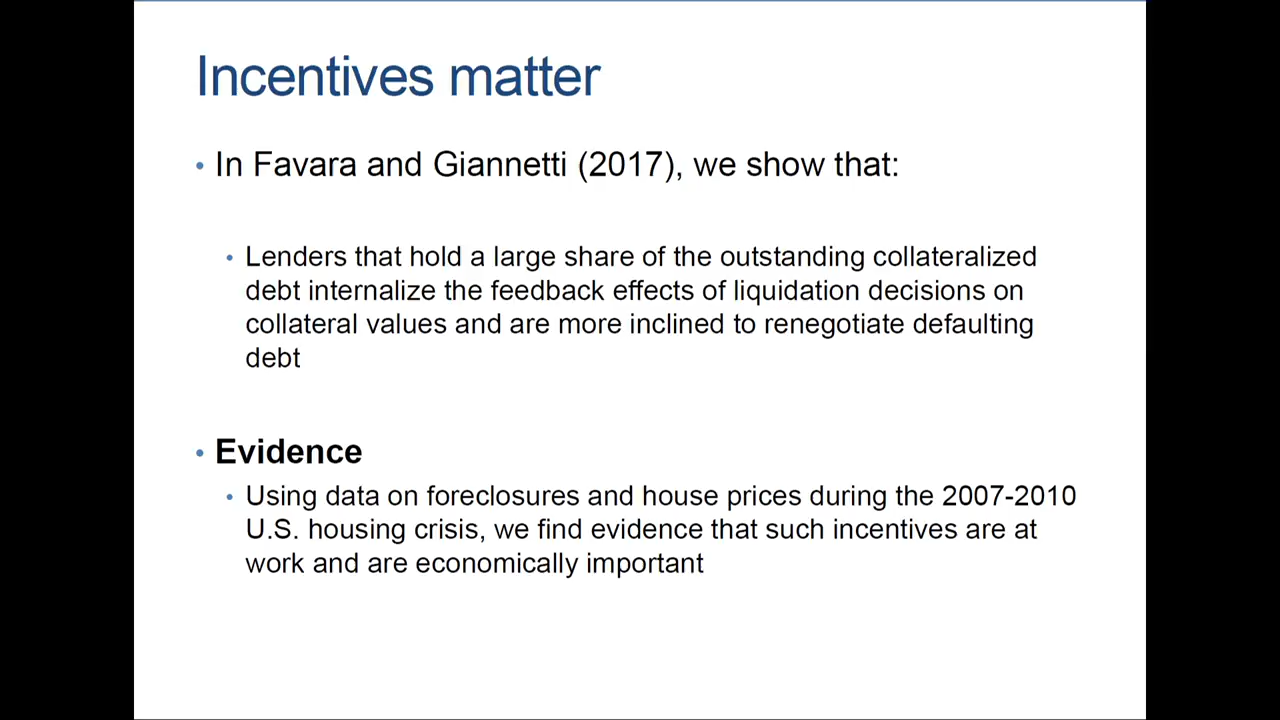 Incentives matter
• In Favara and Giannetti (2017), we show that:
• Lenders that hold a large share of the outstanding collateralized
debt internalize the feedback effects of liquidation decisions on
collateral values and are more inclined to renegotiate defaulting
debt
• Evidence
• Using data on foreclosures and house prices during the 2007-2010
U.S. housing crisis, we find evidence that such incentives are at
work and are economically important